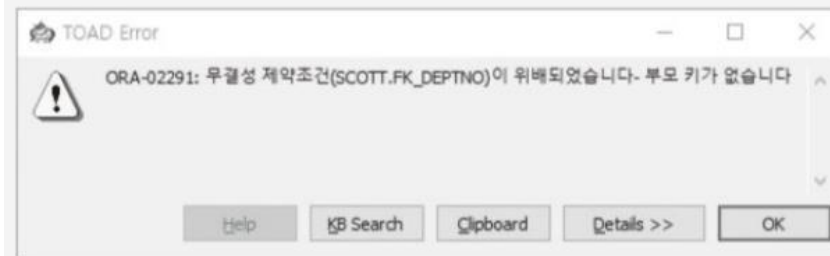 TOAD Error
ORA-02291: 무결성 제약조건(SCOTT.FK_DEPTNO)이 위배되었습니다- 부모 키가 없습니다
Help KB Search Clipboard Details >> OK